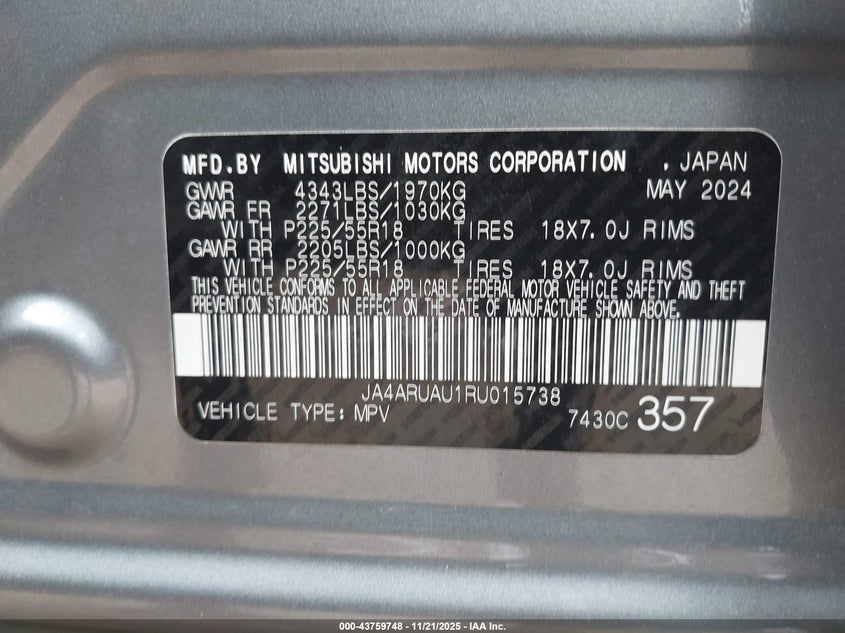 MFD.BY MITSUBISHI MOTORS CORPORATION . JAPAN
GVWR 4343LBS/1970KG MAY 2024
GAWR FR 2271LBS/1030KG
WITH P225/55R18 TIRES 18X7.0J RIMS
GAWR RR 2205LBS/1000KG
WITH P225/55R18 TIRES 18X7.0J RIMS
THIS VEHICLE CONFORMS TO ALL APPLICABLE FEDERAL MOTOR VEHICLE SAFETY AND THEFT
PREVENTION STANDARDS IN EFFECT ON THE DATE OF MANUFACTURE SHOWN ABOVE.
JA4ARUAU1RU015738
VEHICLE TYPE: MPV 7430C 357
000-43759748 - 11/21/2025 - IAA Inc.